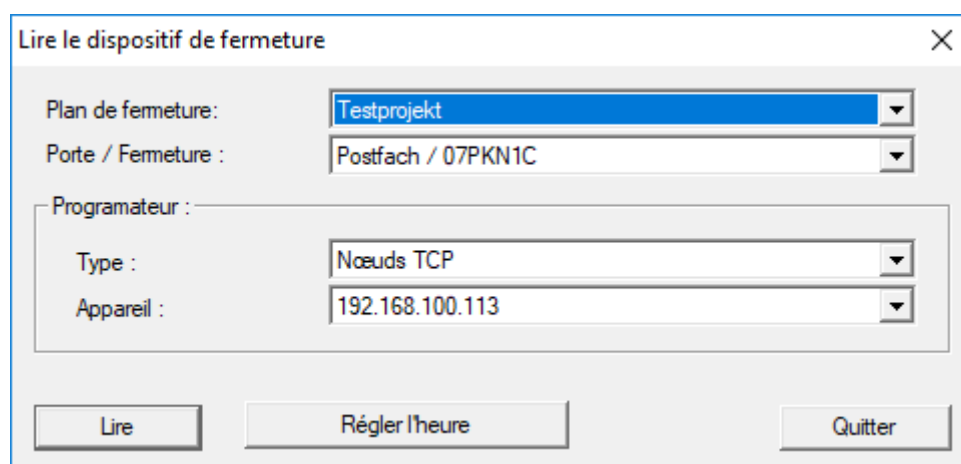 Lire le dispositif de fermeture
Plan de fermeture: Testprojekt
Porte / Fermeture : Postfach / 07PKN1C
Programateur :
Type : Nœuds TCP
Appareil : 192.168.100.113
Lire Régler l'heure Quitter